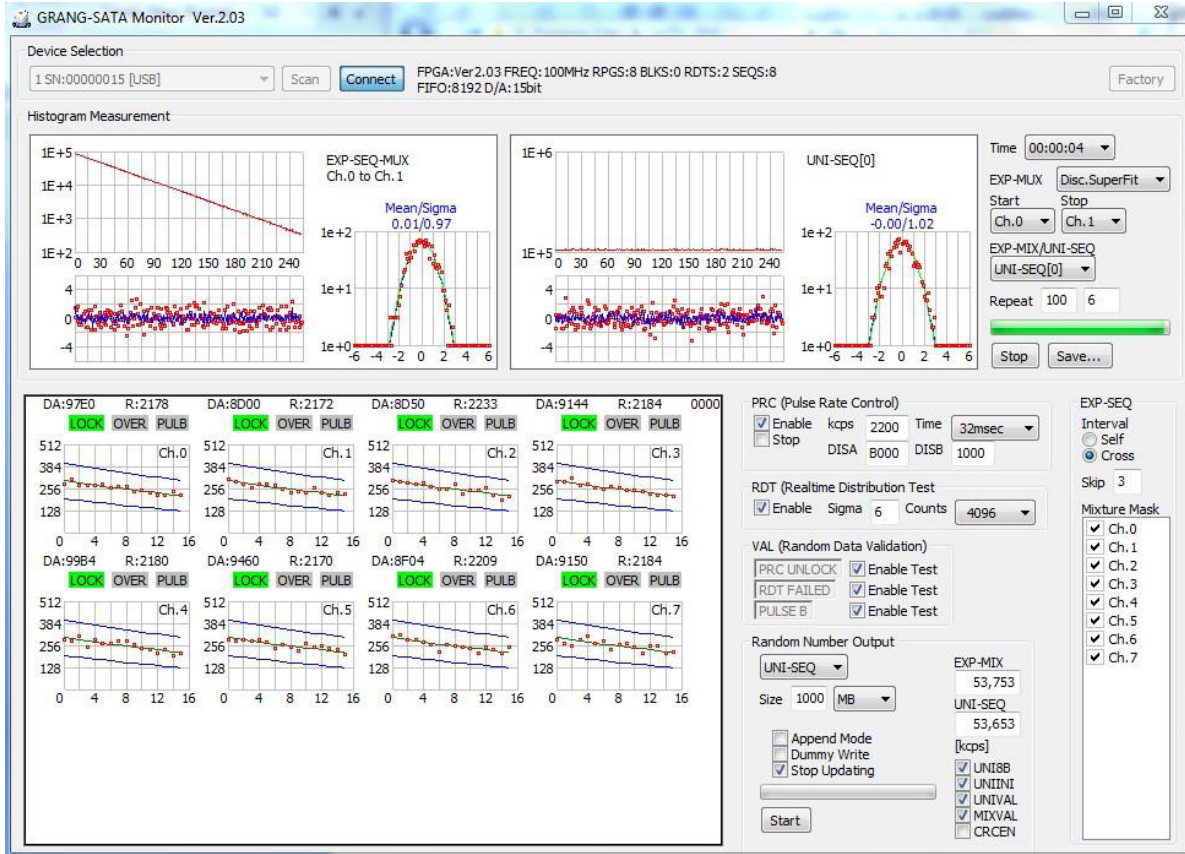 GRANG-SATA Monitor Ver.2.03
Device Selection
1 SN:00000015 [USB]
Scan
Connect
FPGA:Ver2.03 FREQ:100MHz RPGS:8 BLKS:0 RDTS:2 SEQS:8
FIFO:8192 D/A:15bit
Factory
Histogram Measurement
1E+5
1E+4
1E+3
1E+2
0 30 60 90 120 150 180 210 240
4
0
-4
EXP-SEQ-MUX
Ch.0 to Ch.1
Mean/Sigma
0.01/0.97
1e+2
1e+1
1e+0
-6 -4 -2 0 2 4 6
1E+6
1E+5
0 30 60 90 120 150 180 210 240
4
0
-4
UNI-SEQ[0]
Mean/Sigma
-0.00/1.02
1e+2
1e+1
1e+0
-6 -4 -2 0 2 4 6
Time 00:00:04
EXP-MUX Disc.SuperFit
Start Stop
Ch.0 Ch.1
EXP-MIX/UNI-SEQ
UNI-SEQ[0]
Repeat 100 6
Stop Save...
DA:97E0 R:2178 DA:8D00 R:2172 DA:8D50 R:2233 DA:9144 R:2184 0000
LOCK OVER PULB LOCK OVER PULB LOCK OVER PULB LOCK OVER PULB
512 Ch.0 512 Ch.1 512 Ch.2 512 Ch.3
384 384 384 384
256 256 256 256
128 128 128 128
0 4 8 12 16 0 4 8 12 16 0 4 8 12 16 0 4 8 12 16
DA:99B4 R:2180 DA:9460 R:2170 DA:8F04 R:2209 DA:9150 R:2184
LOCK OVER PULB LOCK OVER PULB LOCK OVER PULB LOCK OVER PULB
512 Ch.4 512 Ch.5 512 Ch.6 512 Ch.7
384 384 384 384
256 256 256 256
128 128 128 128
0 4 8 12 16 0 4 8 12 16 0 4 8 12 16 0 4 8 12 16
PRC (Pulse Rate Control)
Enable kcps 2200 Time 32msec
Stop DISA B000 DISB 1000
RDT (Realtime Distribution Test
Enable Sigma 6 Counts 4096
VAL (Random Data Validation)
PRC UNLOCK Enable Test
RDT FAILED Enable Test
PULSE B Enable Test
Random Number Output
UNI-SEQ
Size 1000 MB
Append Mode
Dummy Write
Stop Updating
Start
EXP-MIX
53,753
UNI-SEQ
53,653
[kcps]
UNI8B
UNIINI
UNIVAL
MIXVAL
CRCEN
EXP-SEQ
Interval
Self
Cross
Skip 3
Mixture Mask
Ch.0
Ch.1
Ch.2
Ch.3
Ch.4
Ch.5
Ch.6
Ch.7